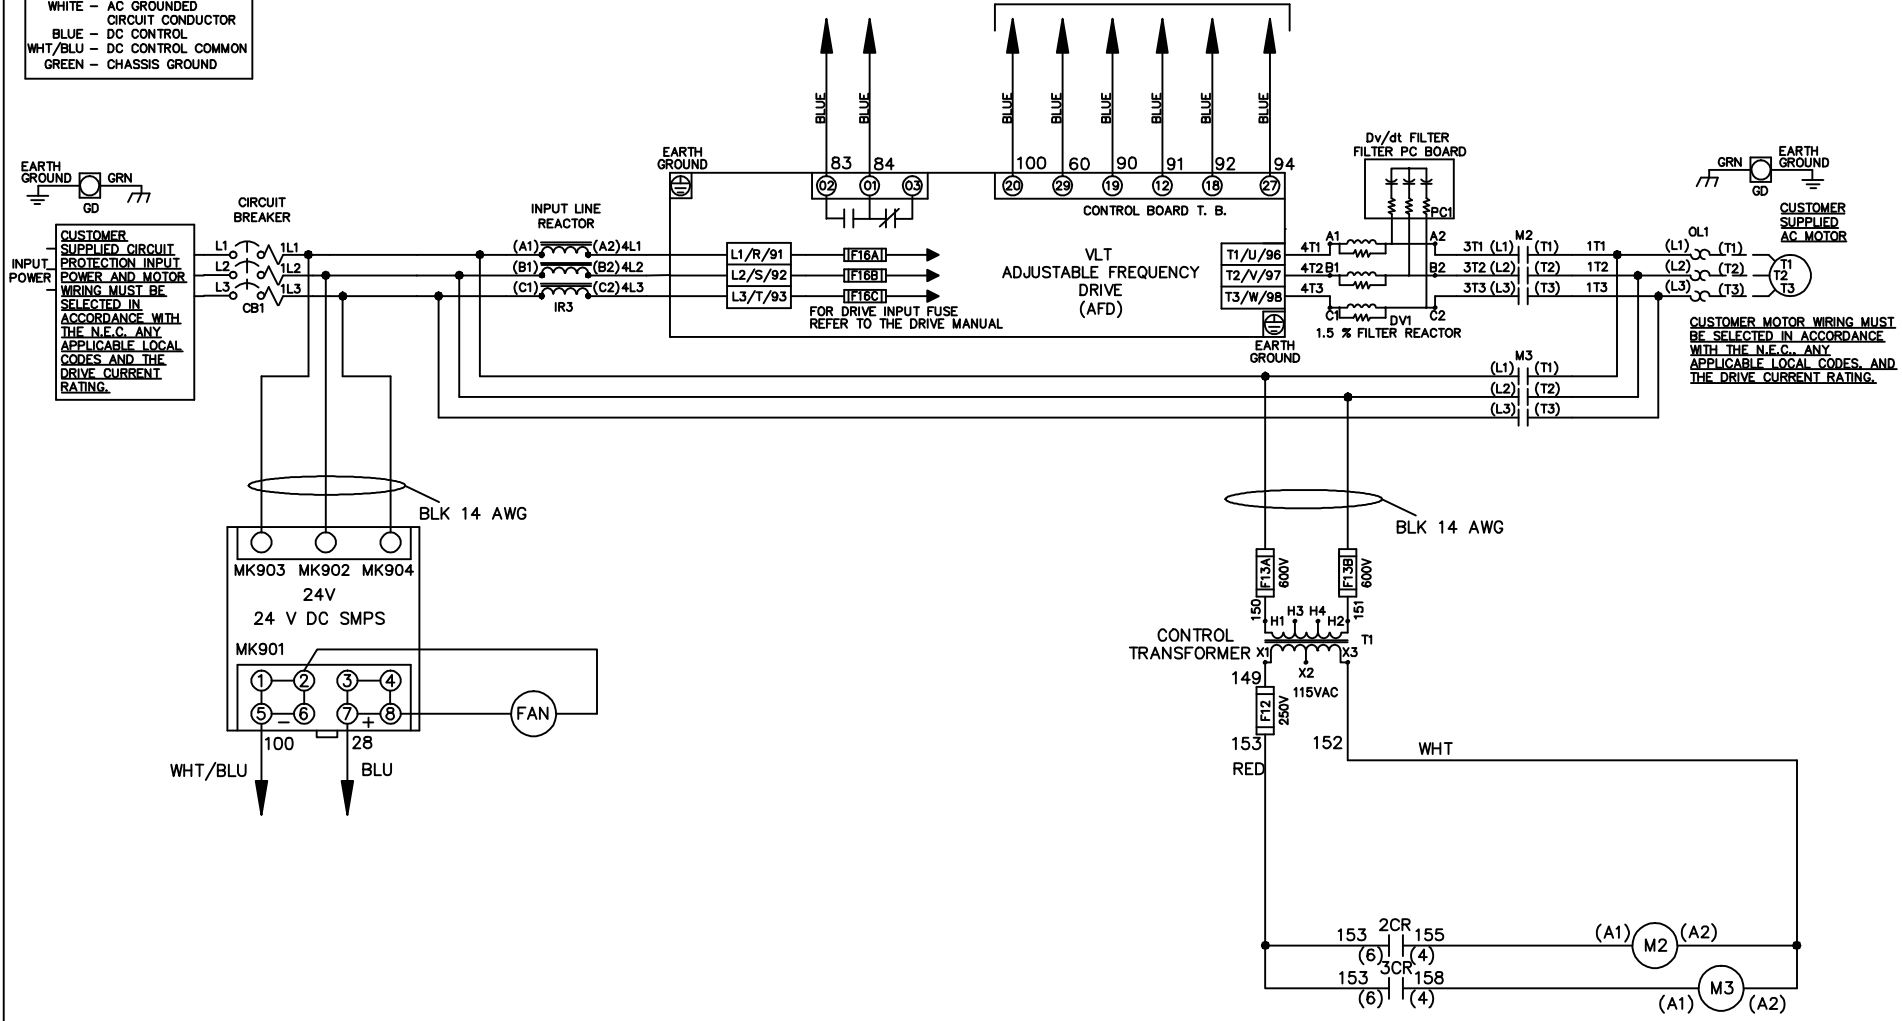 WHITE – AC GROUNDED
CIRCUIT CONDUCTOR
BLUE – DC CONTROL
WHT/BLU – DC CONTROL COMMON
GREEN – CHASSIS GROUND
BLUE
BLUE
BLUE
BLUE
BLUE
BLUE
BLUE
BLUE
83
84
100
60
90
91
92
94
02
01
03
20
29
19
12
18
27
CONTROL BOARD T. B.
EARTH
GROUND
GRN
GD
CIRCUIT
BREAKER
INPUT LINE
REACTOR
EARTH
GROUND
Dv/dt FILTER
FILTER PC BOARD
PC1
GRN
EARTH
GROUND
GD
CUSTOMER
SUPPLIED
AC MOTOR
INPUT
POWER
CUSTOMER
SUPPLIED CIRCUIT
PROTECTION INPUT
POWER AND MOTOR
WIRING MUST BE
SELECTED IN
ACCORDANCE WITH
THE N.E.C. ANY
APPLICABLE LOCAL
CODES AND THE
DRIVE CURRENT
RATING.
L1
1L1
L2
1L2
L3
1L3
CB1
(A1)
(A2)4L1
(B1)
(B2)4L2
(C1)
(C2)4L3
IR3
L1/R/91
L2/S/92
L3/T/93
F16A
F16B
F16C
FOR DRIVE INPUT FUSE
REFER TO THE DRIVE MANUAL
VLT
ADJUSTABLE FREQUENCY
DRIVE
(AFD)
T1/U/96
T2/V/97
T3/W/98
EARTH
GROUND
4T1
A1
A2
4T2
B1
B2
4T3
C1
C2
DV1
1.5 % FILTER REACTOR
3T1 (L1)
M2
(T1)
1T1
3T2 (L2)
(T2)
1T2
3T3 (L3)
(T3)
1T3
OL1
(L1)
(T1)
(L2)
(T2)
(L3)
(T3)
T1
T2
T3
CUSTOMER MOTOR WIRING MUST
BE SELECTED IN ACCORDANCE
WITH THE N.E.C., ANY
APPLICABLE LOCAL CODES, AND
THE DRIVE CURRENT RATING.
M3
(L1)
(T1)
(L2)
(T2)
(L3)
(T3)
BLK 14 AWG
BLK 14 AWG
MK903
MK902
MK904
24V
24 V DC SMPS
MK901
1
2
3
4
5
–
6
7
+
8
FAN
100
28
WHT/BLU
BLU
F13A
600V
F13B
600V
150
151
H1
H3
H4
H2
T1
CONTROL
TRANSFORMER
X1
X3
X2
149
115VAC
F12
250V
153
152
WHT
RED
2CR
153
155
(6)
(4)
(A1)
M2
(A2)
3CR
153
158
(6)
(4)
M3
(A1)
(A2)